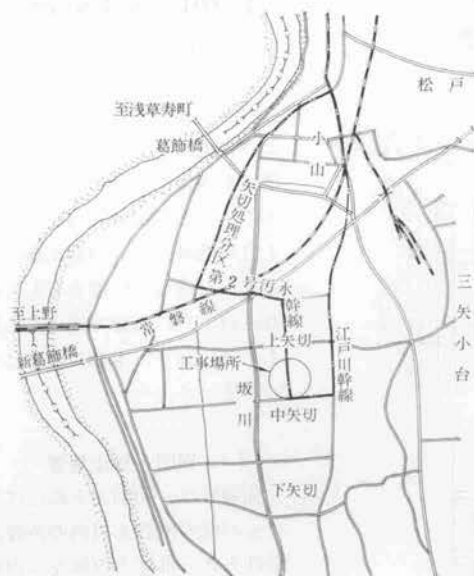 松戸
至浅草寿町
葛飾橋
小山
矢切処理分区
第2号汚水幹線
三矢小台
至上野
常磐線
新葛飾橋
上矢切
江戸川幹線
工事場所
坂川
中矢切
下矢切